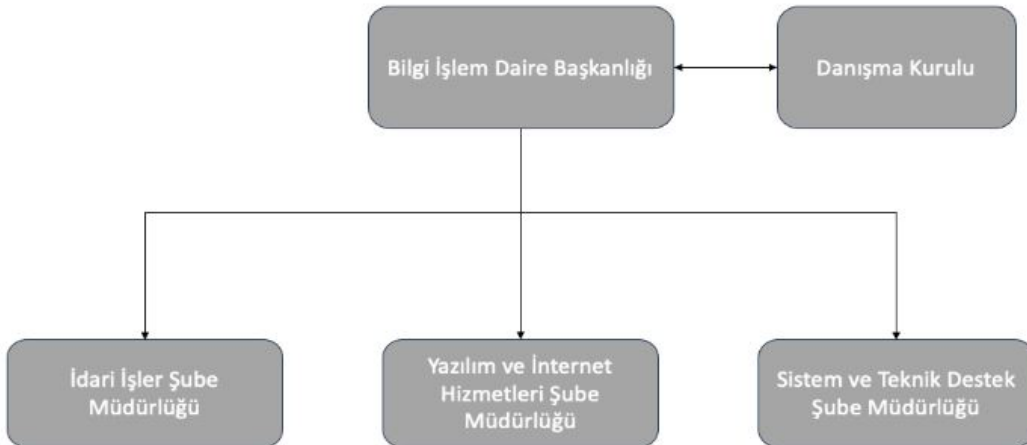 Bilgi İşlem Daire Başkanlığı
Danışma Kurulu
İdari İşler Şube
Müdürlüğü
Yazılım ve İnternet
Hizmetleri Şube
Müdürlüğü
Sistem ve Teknik Destek
Şube Müdürlüğü